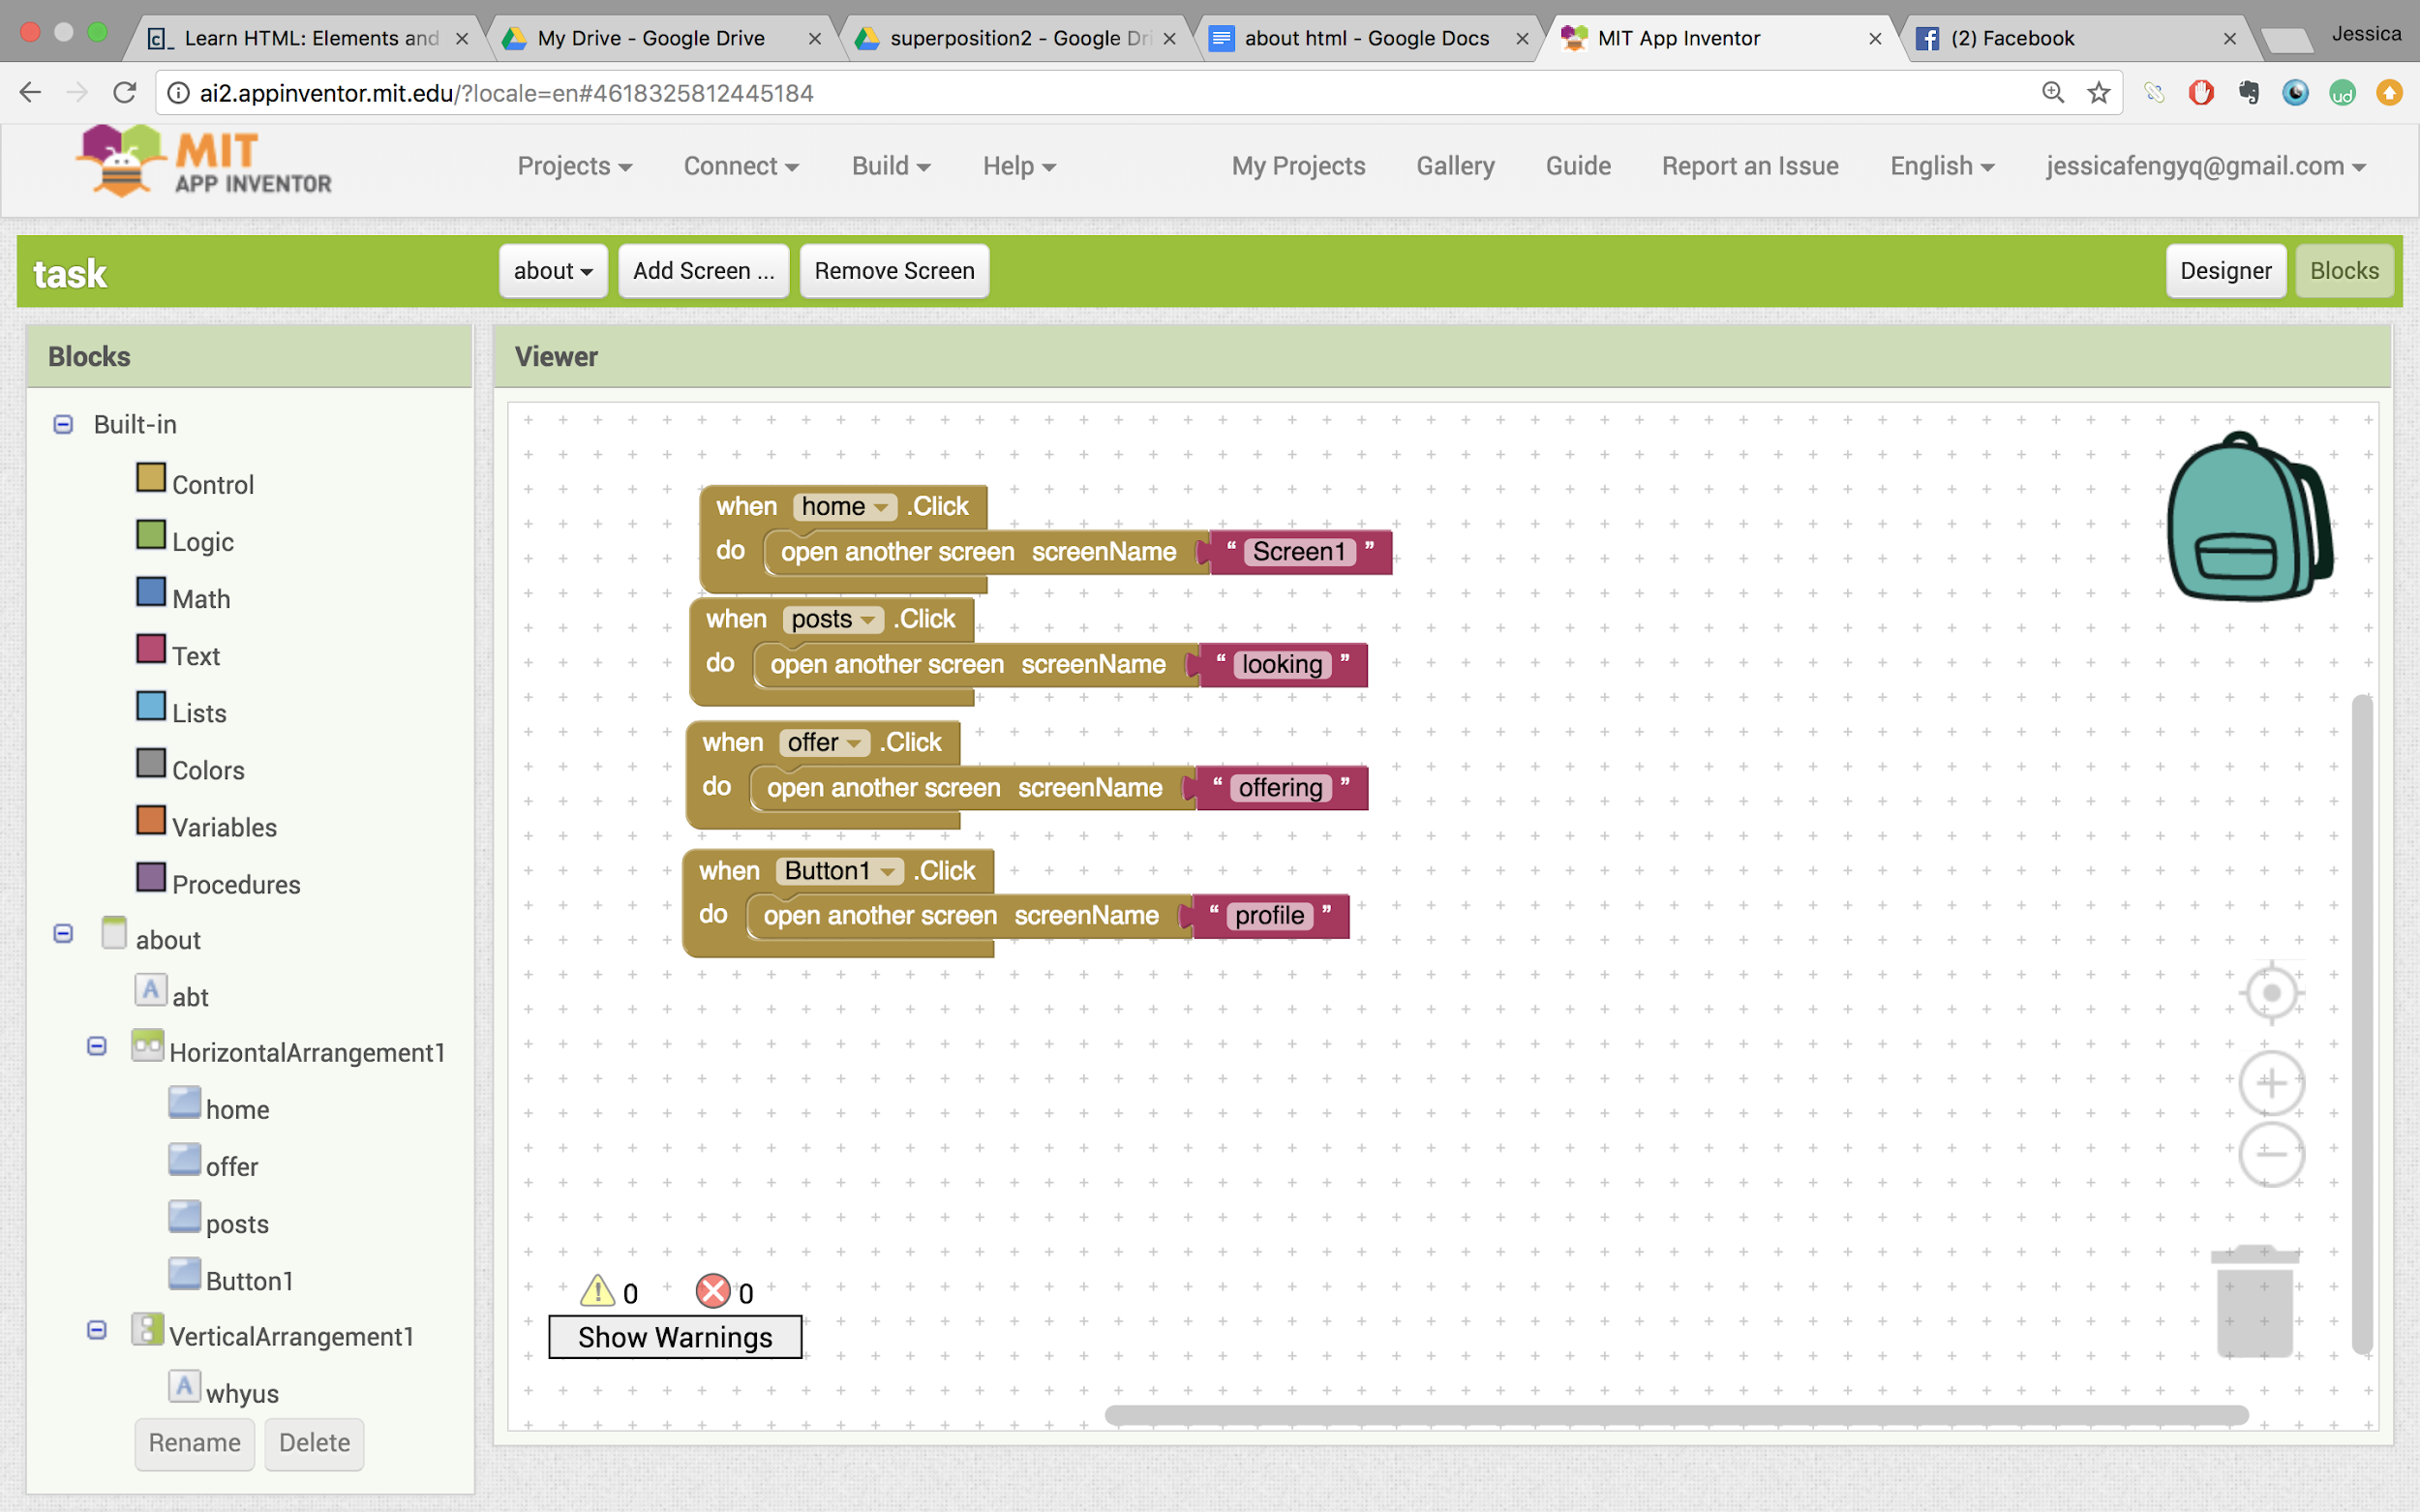 Learn HTML: Elements and
My Drive - Google Drive
superposition2 - Google Dri
about html - Google Docs
MIT App Inventor
(2) Facebook
Jessica
ai2.appinventor.mit.edu/?locale=en#4618325812445184
ud
MIT
APP INVENTOR
Projects
Connect
Build
Help
My Projects
Gallery
Guide
Report an Issue
English
jessicafengyq@gmail.com
task
about
Add Screen ...
Remove Screen
Designer
Blocks
Blocks
Viewer
Built-in
Control
Logic
Math
Text
Lists
Colors
Variables
Procedures
about
abt
HorizontalArrangement1
home
offer
posts
Button1
VerticalArrangement1
whyus
Rename
Delete
when home .Click
do open another screen screenName “ Screen1 ”
when posts .Click
do open another screen screenName “ looking ”
when offer .Click
do open another screen screenName “ offering ”
when Button1 .Click
do open another screen screenName “ profile ”
0
0
Show Warnings